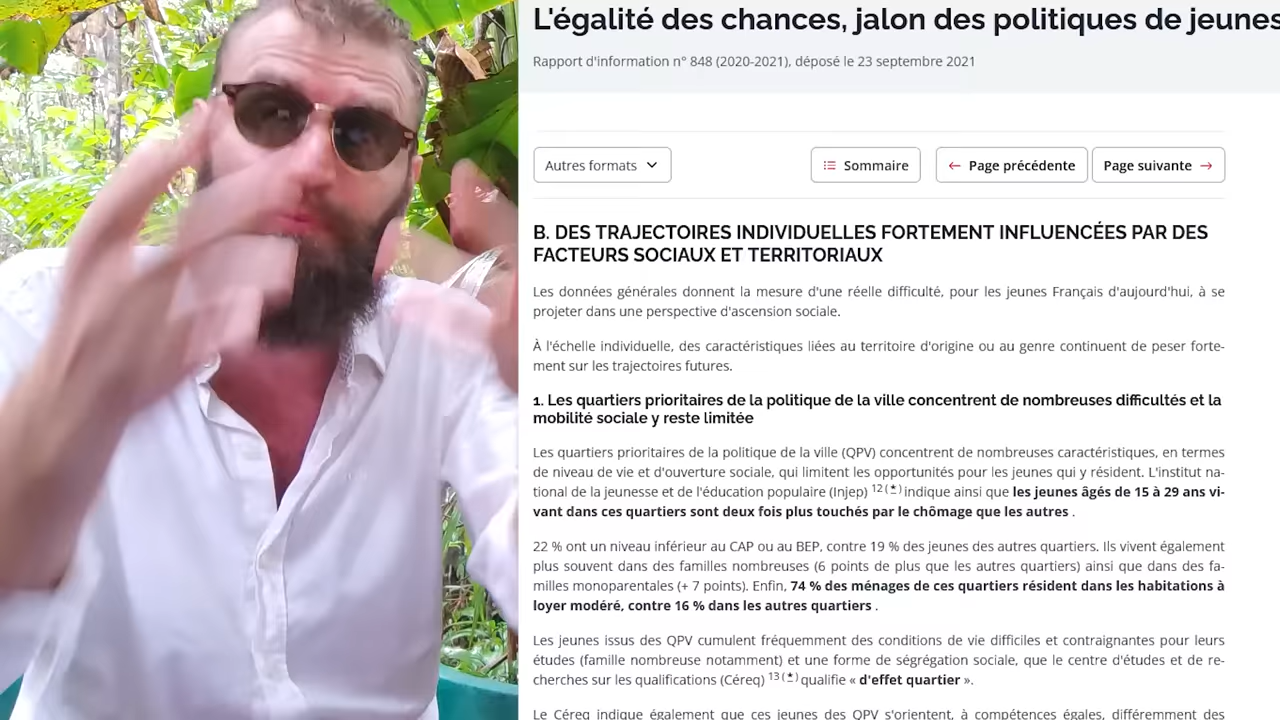 L'égalité des chances, jalon des politiques de jeunes
Rapport d'information n° 848 (2020-2021), déposé le 23 septembre 2021
Autres formats
Sommaire
Page précédente
Page suivante
B. DES TRAJECTOIRES INDIVIDUELLES FORTEMENT INFLUENCÉES PAR DES
FACTEURS SOCIAUX ET TERRITORIAUX
Les données générales donnent la mesure d'une réelle difficulté, pour les jeunes Français d'aujourd'hui, à se
projeter dans une perspective d'ascension sociale.
À l'échelle individuelle, des caractéristiques liées au territoire d'origine ou au genre continuent de peser forte-
ment sur les trajectoires futures.
1. Les quartiers prioritaires de la politique de la ville concentrent de nombreuses difficultés et la
mobilité sociale y reste limitée
Les quartiers prioritaires de la politique de la ville (QPV) concentrent de nombreuses caractéristiques, en termes
de niveau de vie et d'ouverture sociale, qui limitent les opportunités pour les jeunes qui y résident. L'institut na-
tional de la jeunesse et de l'éducation populaire (Injep) 12(*) indique ainsi que les jeunes âgés de 15 à 29 ans vi-
vant dans ces quartiers sont deux fois plus touchés par le chômage que les autres .
22 % ont un niveau inférieur au CAP ou au BEP, contre 19 % des jeunes des autres quartiers. Ils vivent également
plus souvent dans des familles nombreuses (6 points de plus que les autres quartiers) ainsi que dans des fa-
milles monoparentales (+ 7 points). Enfin, 74 % des ménages de ces quartiers résident dans les habitations à
loyer modéré, contre 16 % dans les autres quartiers .
Les jeunes issus des QPV cumulent fréquemment des conditions de vie difficiles et contraignantes pour leurs
études (famille nombreuse notamment) et une forme de ségrégation sociale, que le centre d'études et de re-
cherches sur les qualifications (Céreq) 13(*) qualifie « d'effet quartier ».
Le Céreq indique également que ces jeunes des QPV s'orientent, à compétences égales, différemment des